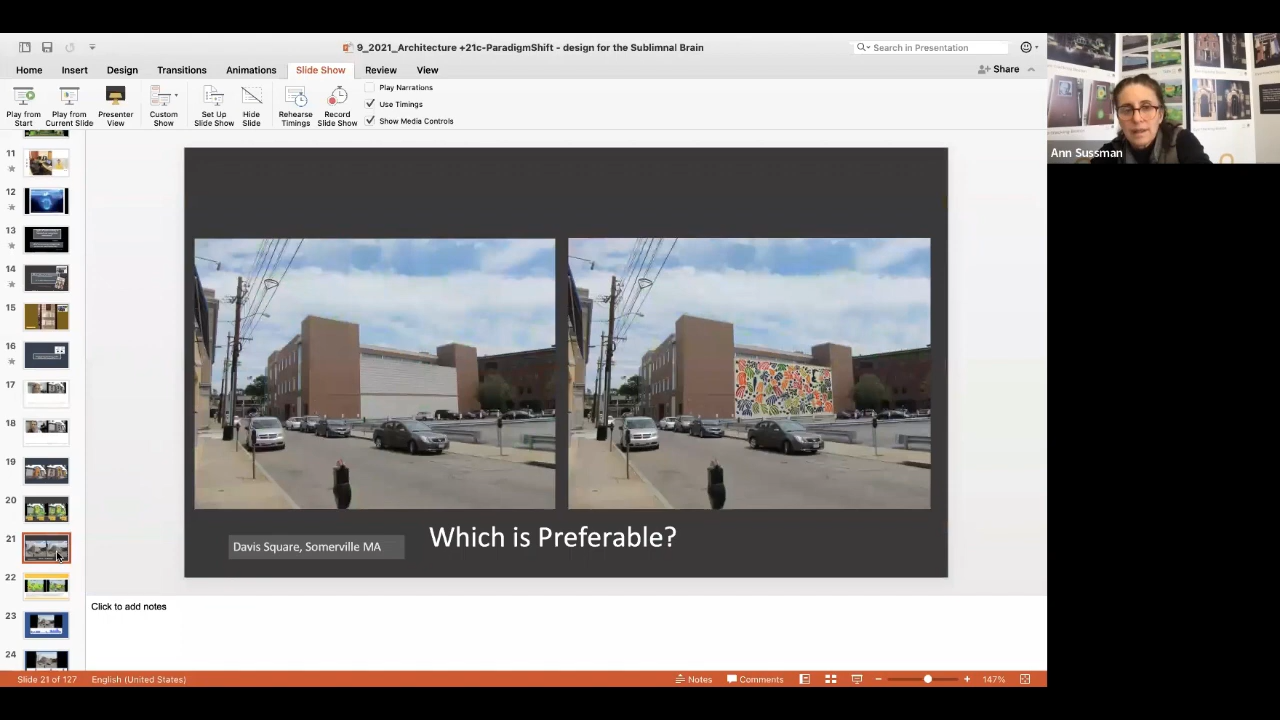 9_2021_Architecture +21c-ParadigmShift - design for the Sublimnal Brain
Search in Presentation
Home Insert Design Transitions Animations Slide Show Review View
Share
Play from Start
Play from Current Slide
Presenter View
Custom Show
Set Up Slide Show
Hide Slide
Rehearse Timings
Record Slide Show
Play Narrations
Use Timings
Show Media Controls
Ann Sussman
11
12
13
14
15
16
17
18
19
20
21
22
23
24
Which is Preferable?
Davis Square, Somerville MA
Click to add notes
Slide 21 of 127 English (United States) Notes Comments 147%